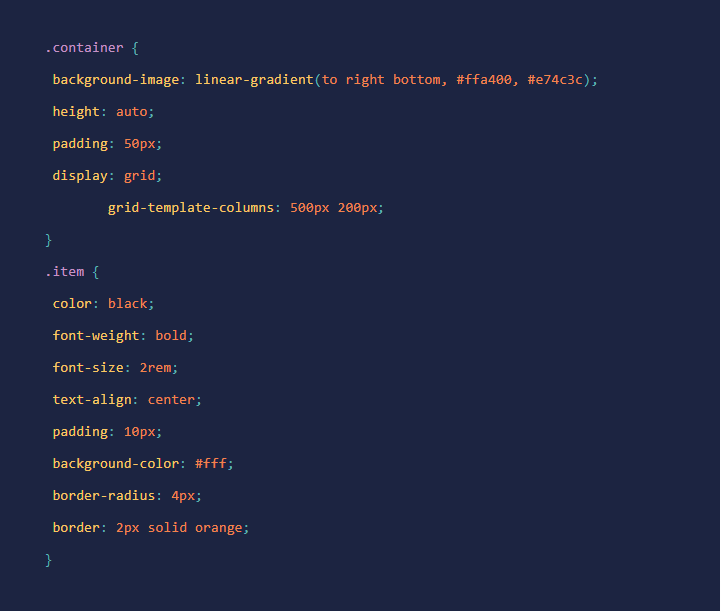 .container {
background-image: linear-gradient(to right bottom, #ffa400, #e74c3c);
height: auto;
padding: 50px;
display: grid;
grid-template-columns: 500px 200px;
}
.item {
color: black;
font-weight: bold;
font-size: 2rem;
text-align: center;
padding: 10px;
background-color: #fff;
border-radius: 4px;
border: 2px solid orange;
}